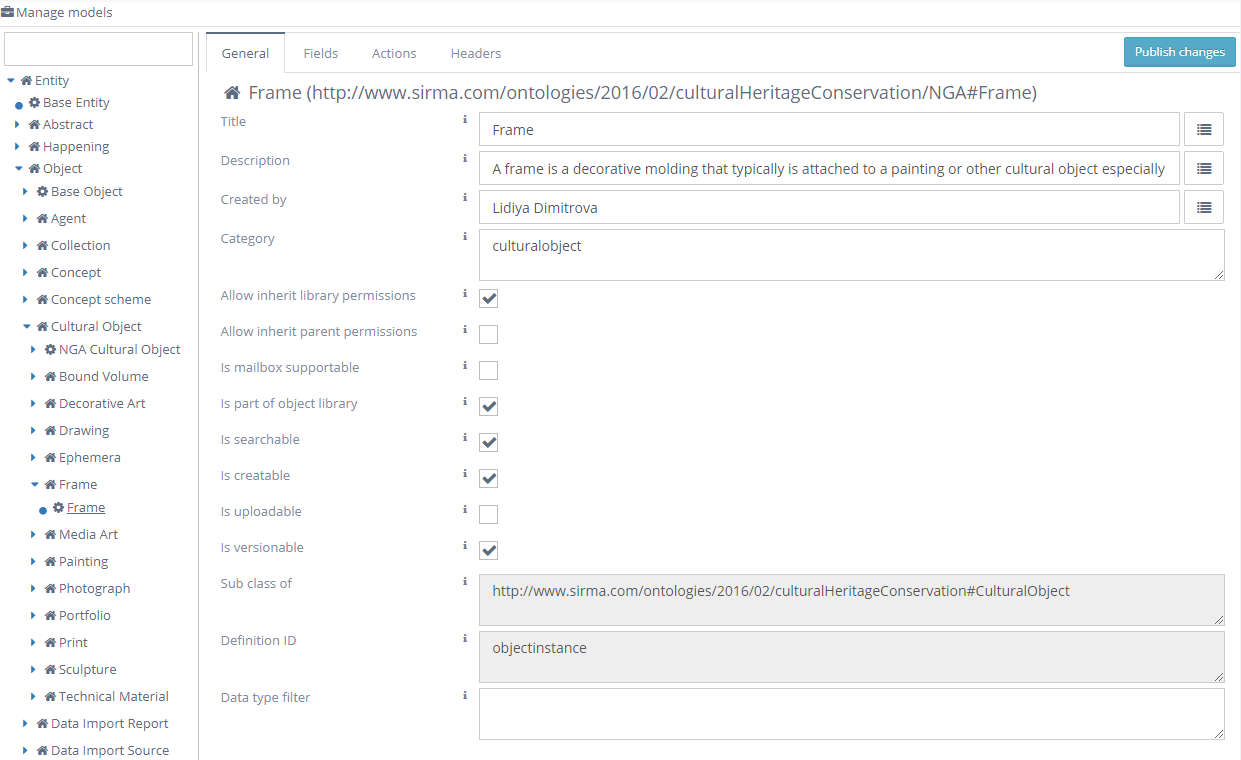 Manage models
Entity
Base Entity
Abstract
Happening
Object
Base Object
Agent
Collection
Concept
Concept scheme
Cultural Object
NGA Cultural Object
Bound Volume
Decorative Art
Drawing
Ephemera
Frame
Frame
Media Art
Painting
Photograph
Portfolio
Print
Sculpture
Technical Material
Data Import Report
Data Import Source
General Fields Actions Headers
Publish changes
Frame (http://www.sirma.com/ontologies/2016/02/culturalHeritageConservation/NGA#Frame)
Title i Frame
Description i A frame is a decorative molding that typically is attached to a painting or other cultural object especially
Created by i Lidiya Dimitrova
Category i culturalobject
Allow inherit library permissions i
Allow inherit parent permissions i
Is mailbox supportable i
Is part of object library i
Is searchable i
Is creatable i
Is uploadable i
Is versionable i
Sub class of i http://www.sirma.com/ontologies/2016/02/culturalHeritageConservation#CulturalObject
Definition ID i objectinstance
Data type filter i